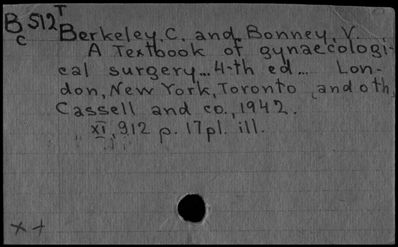 B 512 T
c
Berkeley, C. and Bonney, V.
A Textbook of gynaecologi-
cal surgery... 4-th ed... Lon-
don, New York, Toronto and oth.
Cassell and co., 1942.
XI, 912 p. 17 pl. ill.
x +